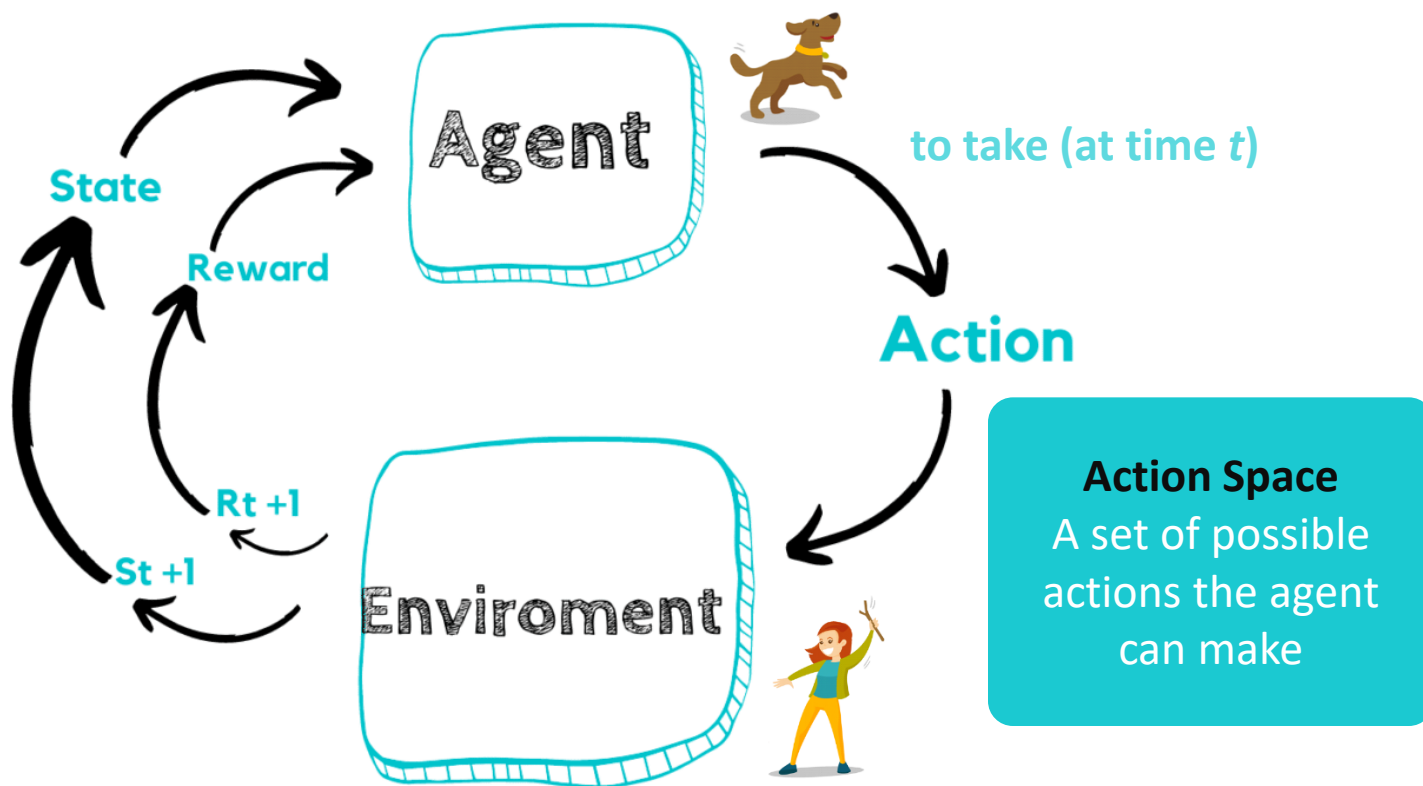 Agent
to take (at time t)
State
Reward
Action
Action Space
A set of possible
actions the agent
can make
Rt +1
St +1
Enviroment